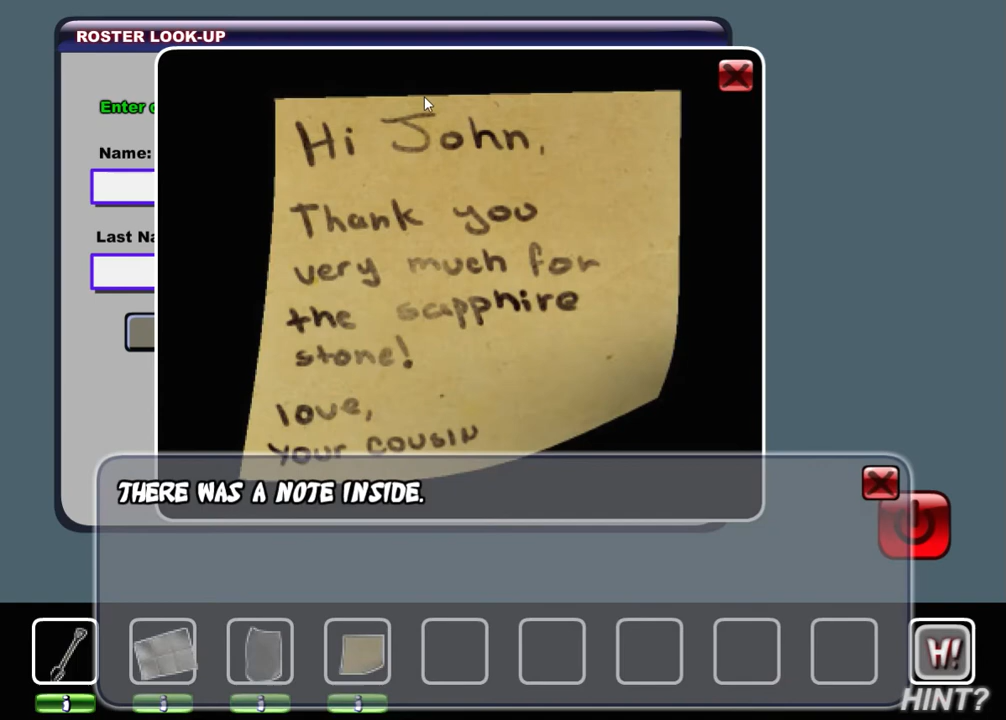 ROSTER LOOK-UP
Enter
Name:
Last Na
Hi John,
Thank you
very much for
the sapphire
stone!
love,
your cousin
THERE WAS A NOTE INSIDE.
i
i
i
i
H!
HINT?